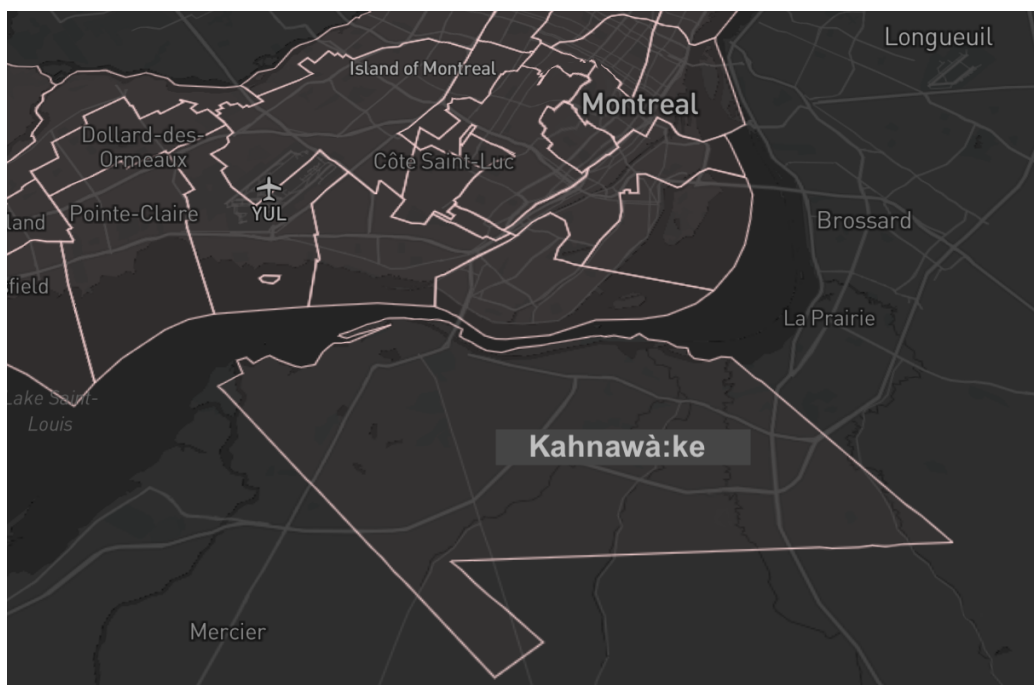 Longueuil
Island of Montreal
Montreal
Dollard-des-
Ormeaux
Côte Saint-Luc
YUL
land
Pointe-Claire
Brossard
sfield
La Prairie
Lake Saint-
Louis
Kahnawà:ke
Mercier